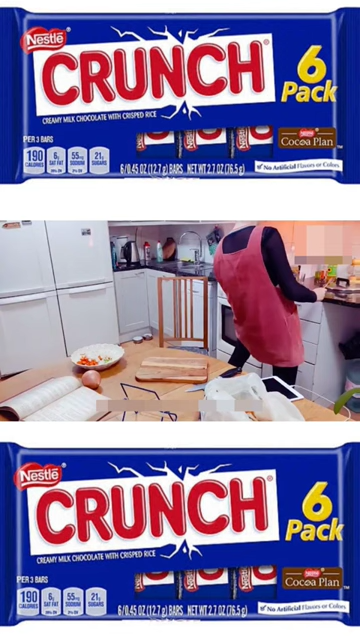 Nestlé
CRUNCH®
6
Pack
CREAMY MILK CHOCOLATE WITH CRISPED RICE
PER 3 BARS
190
CALORIES
6g
SAT FAT
55mg
SODIUM
21g
SUGARS
6/0.45 OZ (12.7 g) BARS NET WT 2.7 OZ (76.5 g)
Nestlé
Cocoa Plan
No Artificial Flavors or Colors
Nestlé
CRUNCH®
6
Pack
CREAMY MILK CHOCOLATE WITH CRISPED RICE
PER 3 BARS
190
CALORIES
6g
SAT FAT
55mg
SODIUM
21g
SUGARS
6/0.45 OZ (12.7 g) BARS NET WT 2.7 OZ (76.5 g)
Nestlé
Cocoa Plan
No Artificial Flavors or Colors